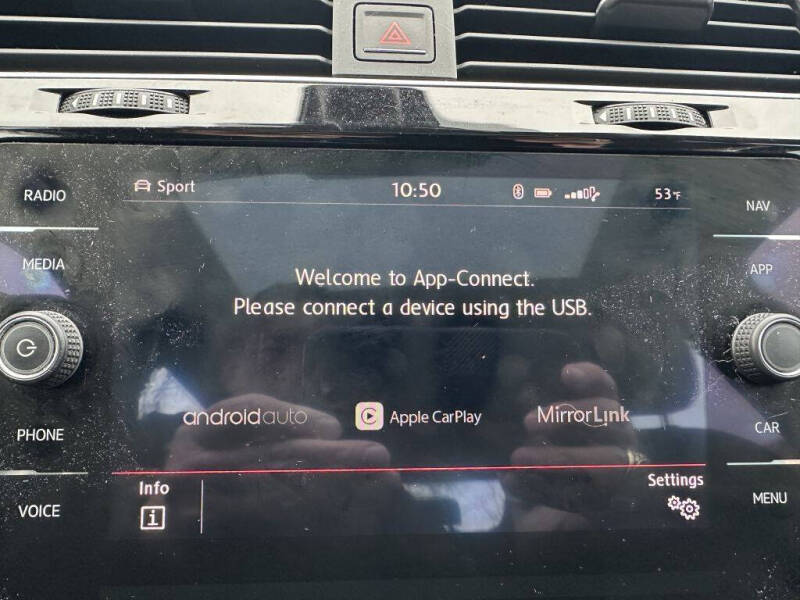 RADIO
MEDIA
PHONE
VOICE
Sport
10:50
53°F
Welcome to App-Connect.
Please connect a device using the USB.
androidauto
Apple CarPlay
MirrorLink
Info
i
Settings
NAV
APP
CAR
MENU